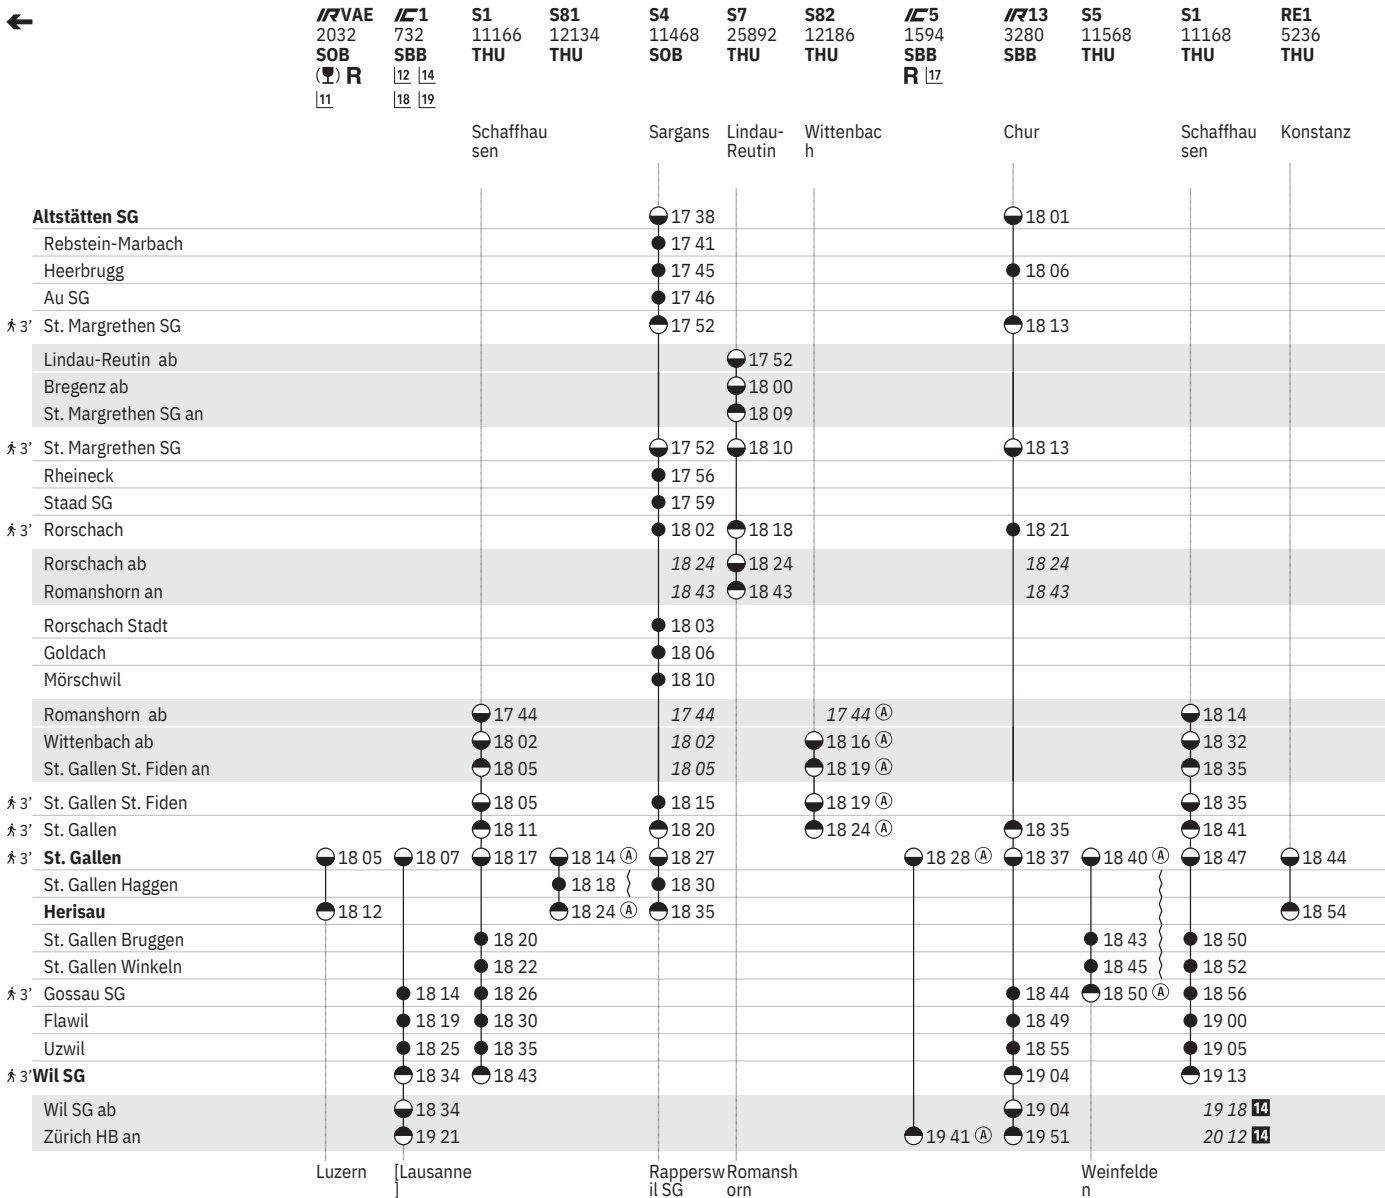 IRVAE IC1 S1 S81 S4 S7 S82 IC5 IR13 S5 S1 RE1
2032 732 11166 12134 11468 25892 12186 1594 3280 11568 11168 5236
SOB SBB THU THU SOB THU THU SBB SBB THU THU THU
R 12 14 R 17
11 18 19
Schaffhau Sargans Lindau- Wittenbac Chur Schaffhau Konstanz
sen Reutin h sen
Altstätten SG 17 38 18 01
Rebstein-Marbach 17 41
Heerbrugg 17 45 18 06
Au SG 17 46
3' St. Margrethen SG 17 52 18 13
Lindau-Reutin ab 17 52
Bregenz ab 18 00
St. Margrethen SG an 18 09
3' St. Margrethen SG 17 52 18 10 18 13
Rheineck 17 56
Staad SG 17 59
3' Rorschach 18 02 18 18 18 21
Rorschach ab 18 24 18 24 18 24
Romanshorn an 18 43 18 43 18 43
Rorschach Stadt 18 03
Goldach 18 06
Mörschwil 18 10
Romanshorn ab 17 44 17 44 17 44 A 18 14
Wittenbach ab 18 02 18 02 18 16 A 18 32
St. Gallen St. Fiden an 18 05 18 05 18 19 A 18 35
3' St. Gallen St. Fiden 18 05 18 15 18 19 A 18 35
3' St. Gallen 18 11 18 20 18 24 A 18 35 18 41
3' St. Gallen 18 05 18 07 18 17 18 14 A 18 27 18 28 A 18 37 18 40 A 18 47 18 44
St. Gallen Haggen 18 18 18 30
Herisau 18 12 18 24 A 18 35 18 54
St. Gallen Bruggen 18 20 18 43 18 50
St. Gallen Winkeln 18 22 18 45 18 52
3' Gossau SG 18 14 18 26 18 44 18 50 A 18 56
Flawil 18 19 18 30 18 49 19 00
Uzwil 18 25 18 35 18 55 19 05
3' Wil SG 18 34 18 43 19 04 19 13
Wil SG ab 18 34 19 04 19 18 14
Zürich HB an 19 21 19 41 A 19 51 20 12 14
Luzern [Lausanne Rappersw Romansh Weinfelde
] il SG orn n